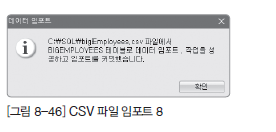 데이터 임포트
C:₩SQL₩bigEmployees.csv 파일에서
BIGEMPLOYEES 테이블로 데이터 임포트, 작업을 성
공하고 임포트를 커밋했습니다.
확인
[그림 8-46] CSV 파일 임포트 8